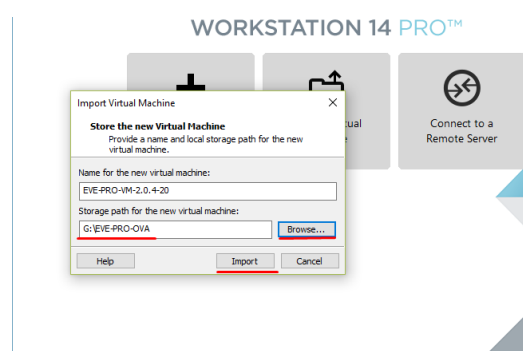 WORKSTATION 14 PRO™
Import Virtual Machine
Store the new Virtual Machine
Provide a name and local storage path for the new
virtual machine.
Name for the new virtual machine:
EVE-PRO-VM-2.0.4-20
Storage path for the new virtual machine:
G:\EVE-PRO-OVA
Browse...
Help
Import
Cancel
Connect to a
Remote Server